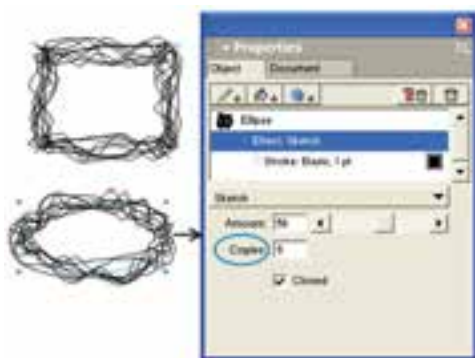 Properties
Object Document
Ellipse
Effect: Sketch
Stroke: Basic, 1 pt
Sketch
Amount:
Copies:
Closed